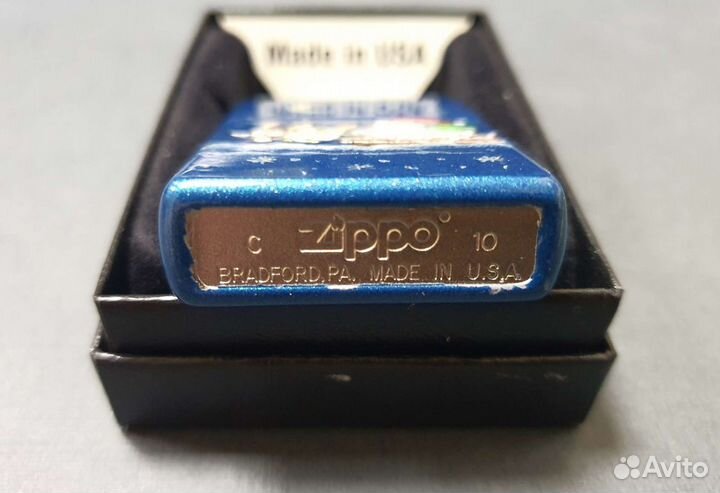 Made in USA
C Zippo® 10
BRADFORD, PA. MADE IN U.S.A.
Avito